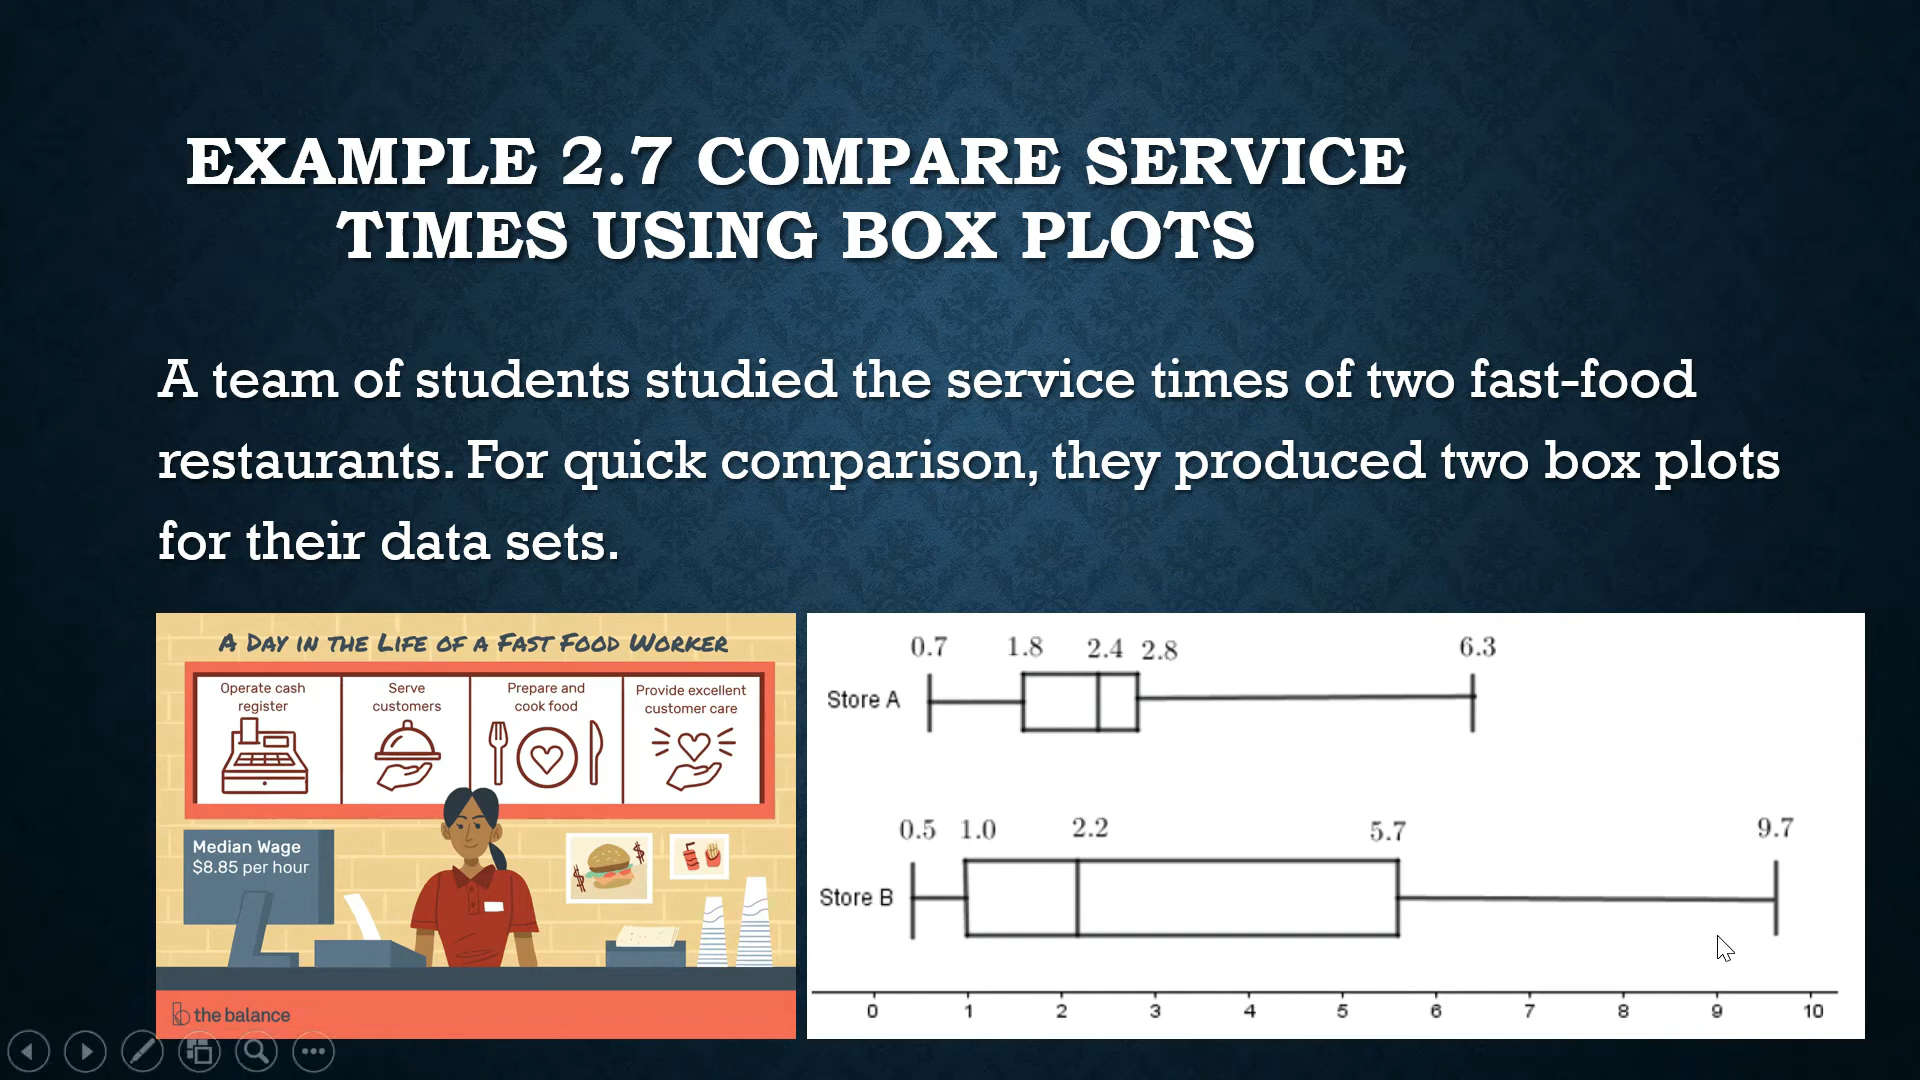 EXAMPLE 2.7 COMPARE SERVICE
TIMES USING BOX PLOTS
A team of students studied the service times of two fast-food
restaurants. For quick comparison, they produced two box plots
for their data sets.
A DAY IN THE LIFE OF A FAST FOOD WORKER
Operate cash
register
Serve
customers
Prepare and
cook food
Provide excellent
customer care
Median Wage
$8.85 per hour
$ $
the balance
0.7 1.8 2.4 2.8 6.3
Store A
0.5 1.0 2.2 5.7 9.7
Store B
0 1 2 3 4 5 6 7 8 9 10